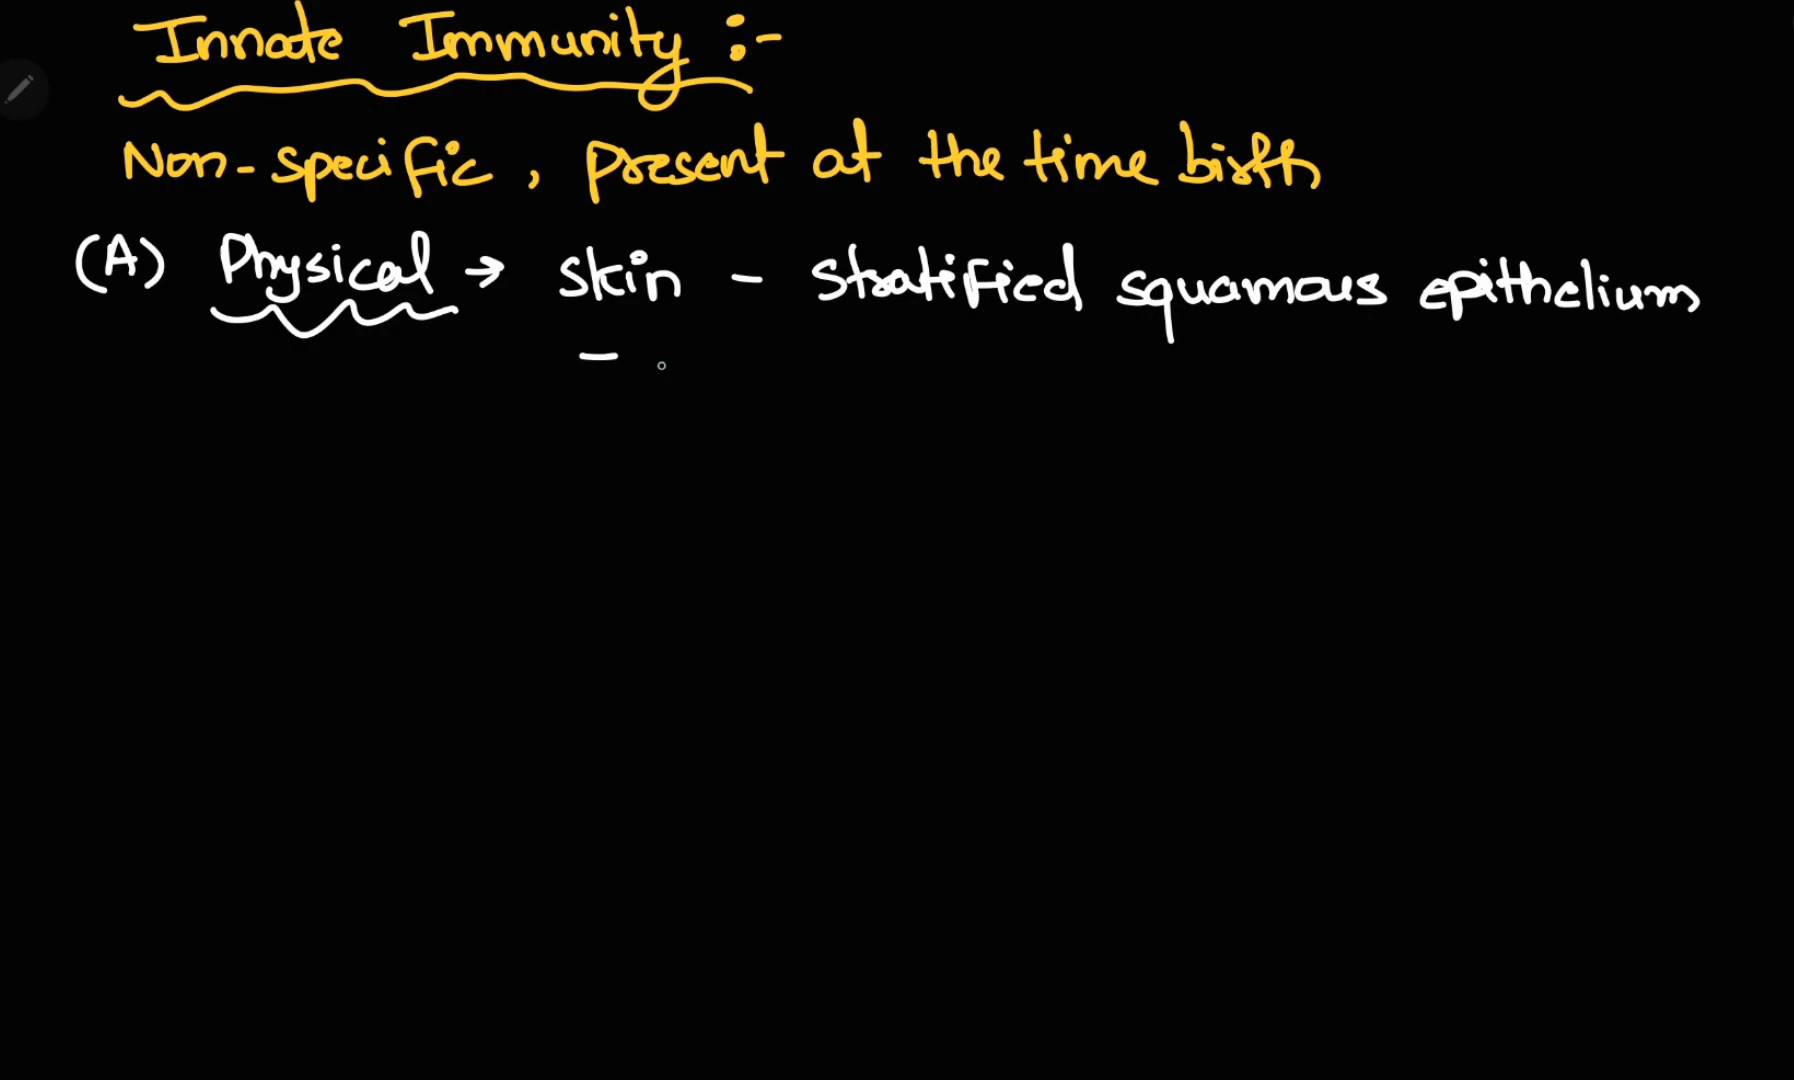 Innate Immunity :-
Non-specific, present at the time birth
(A) Physical → skin - stratified squamous epithelium
-